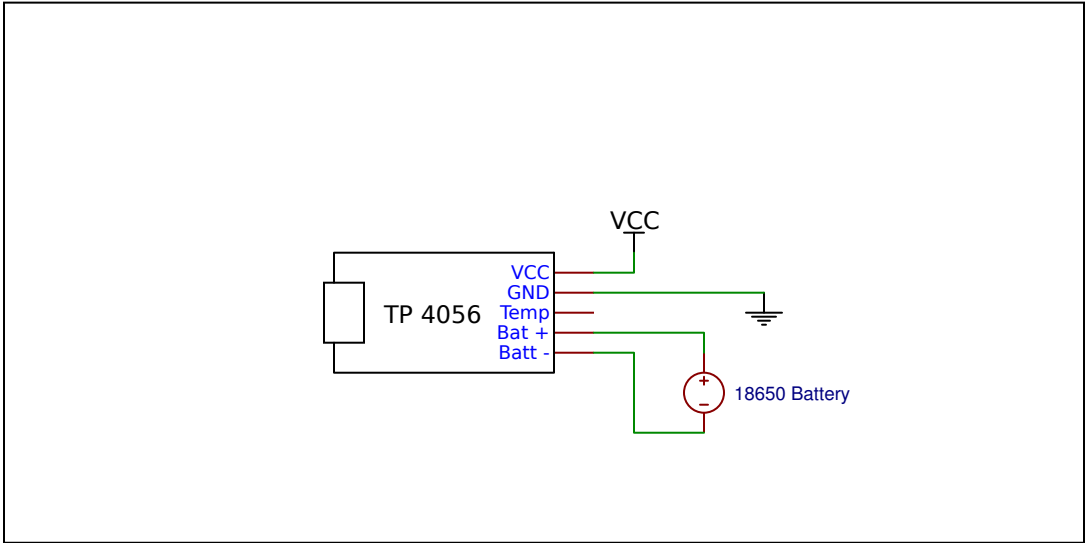 VCC
VCC
GND
TP 4056
Temp
Bat +
Batt -
18650 Battery